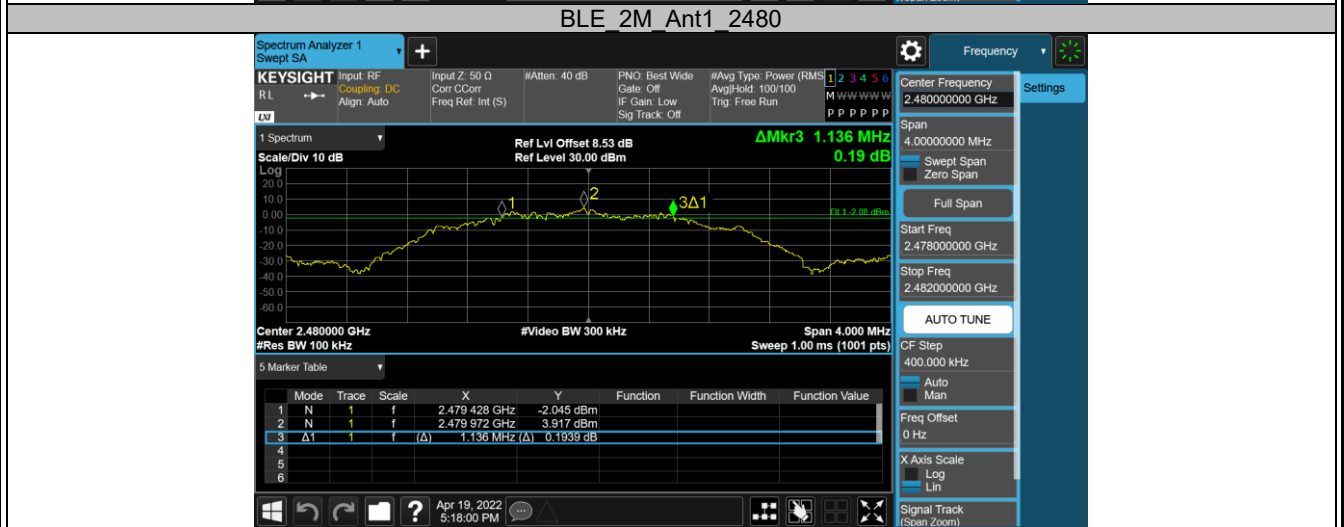 BLE_2M_Ant1_2480
Spectrum Analyzer 1
Swept SA
+
Frequency
KEYSIGHT
RL
LXI
Input: RF
Coupling: DC
Align: Auto
Input Z: 50 Ω
Corr CCorr
Freq Ref: Int (S)
#Atten: 40 dB
PNO: Best Wide
Gate: Off
IF Gain: Low
Sig Track: Off
#Avg Type: Power (RMS
Avg|Hold: 100/100
Trig: Free Run
1 2 3 4 5 6
M W W W W W
P P P P P P
1 Spectrum
Scale/Div 10 dB
Ref Lvl Offset 8.53 dB
Ref Level 30.00 dBm
ΔMkr3 1.136 MHz
0.19 dB
Log
20.0
10.0
0.00
-10.0
-20.0
-30.0
-40.0
-50.0
-60.0
1
2
3Δ1
DL1 -2.08 dBm
Center 2.480000 GHz
#Video BW 300 kHz
Span 4.000 MHz
#Res BW 100 kHz
Sweep 1.00 ms (1001 pts)
5 Marker Table
Mode Trace Scale X Y Function Function Width Function Value
1 N 1 f 2.479 428 GHz -2.045 dBm
2 N 1 f 2.479 972 GHz 3.917 dBm
3 Δ1 1 f (Δ) 1.136 MHz (Δ) 0.1939 dB
4
5
6
?
Apr 19, 2022
5:18:00 PM
Center Frequency
2.480000000 GHz
Settings
Span
4.00000000 MHz
Swept Span
Zero Span
Full Span
Start Freq
2.478000000 GHz
Stop Freq
2.482000000 GHz
AUTO TUNE
CF Step
400.000 kHz
Auto
Man
Freq Offset
0 Hz
X Axis Scale
Log
Lin
Signal Track
(Span Zoom)